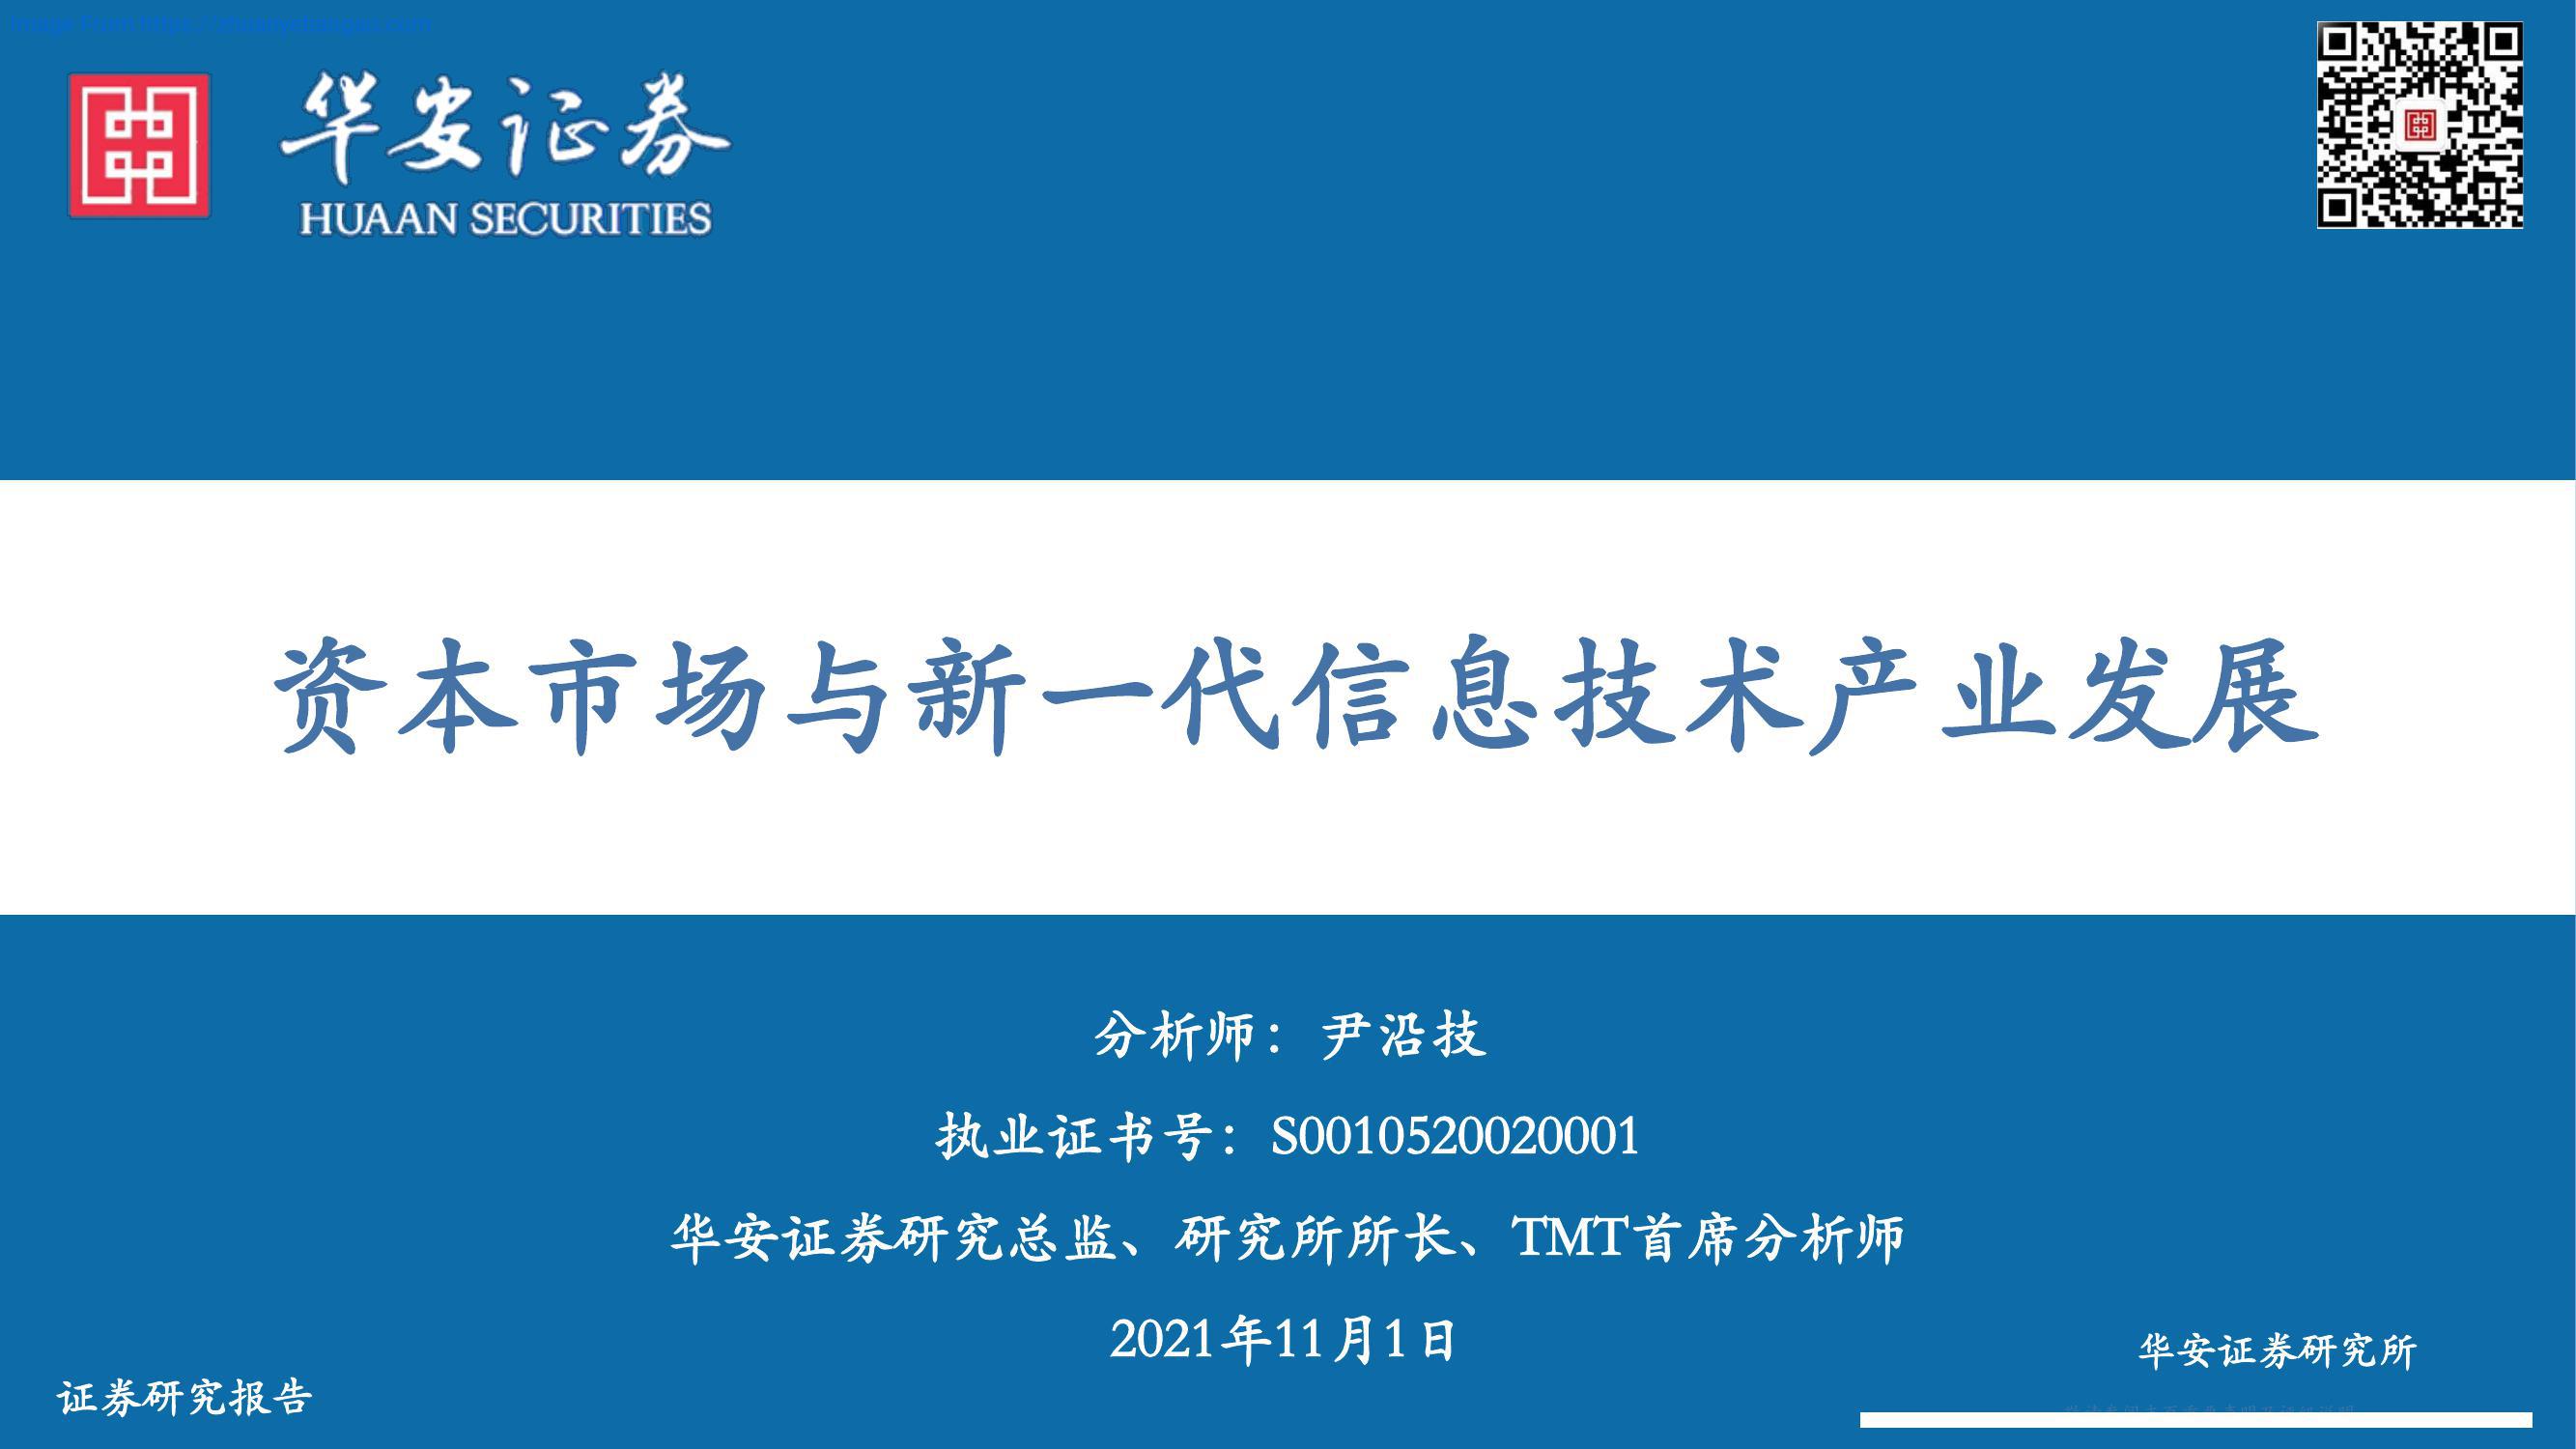 华安证券
HUAAN SECURITIES
资本市场与新一代信息技术产业发展
分析师：尹沿技
执业证书号：S0010520020001
华安证券研究总监、研究所所长、TMT首席分析师
2021年11月1日
华安证券研究所
证券研究报告